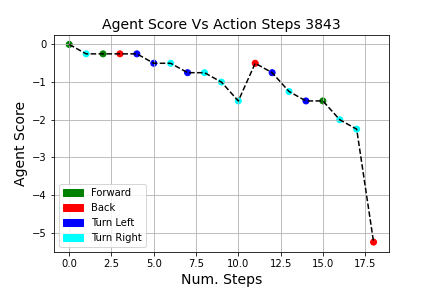 Agent Score Vs Action Steps 3843
0
−1
−2
−3
−4
−5
Agent Score
Forward
Back
Turn Left
Turn Right
0.0 2.5 5.0 7.5 10.0 12.5 15.0 17.5
Num. Steps